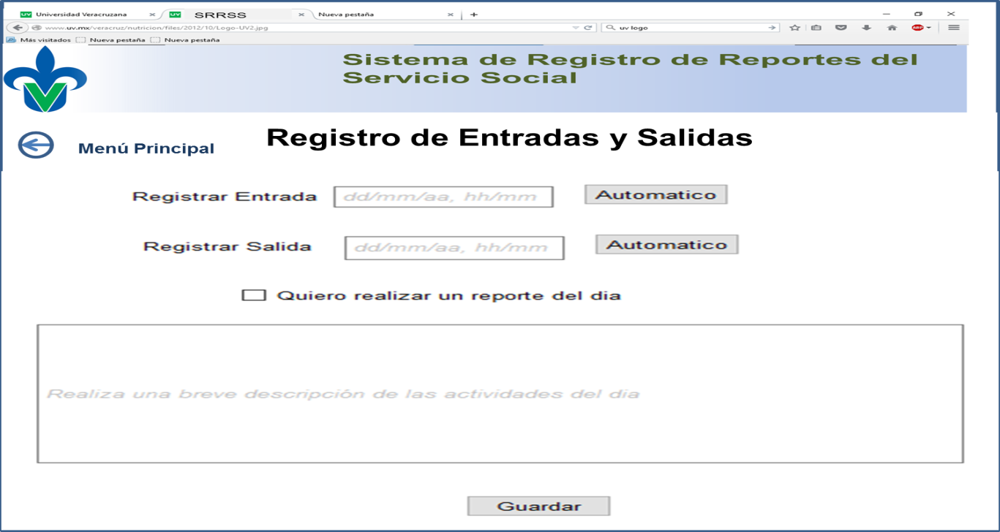 UV Universidad Veracruzana × UV SRRSS × Nueva pestaña × +
www.uv.mx/veracruz/nutricion/files/2012/10/Logo-UV2.jpg uv logo ABP
Más visitados Nueva pestaña Nueva pestaña
Sistema de Registro de Reportes del
Servicio Social
Menú Principal
Registro de Entradas y Salidas
Registrar Entrada dd/mm/aa, hh/mm Automatico
Registrar Salida dd/mm/aa, hh/mm Automatico
Quiero realizar un reporte del dia
Realiza una breve descripción de las actividades del dia
Guardar